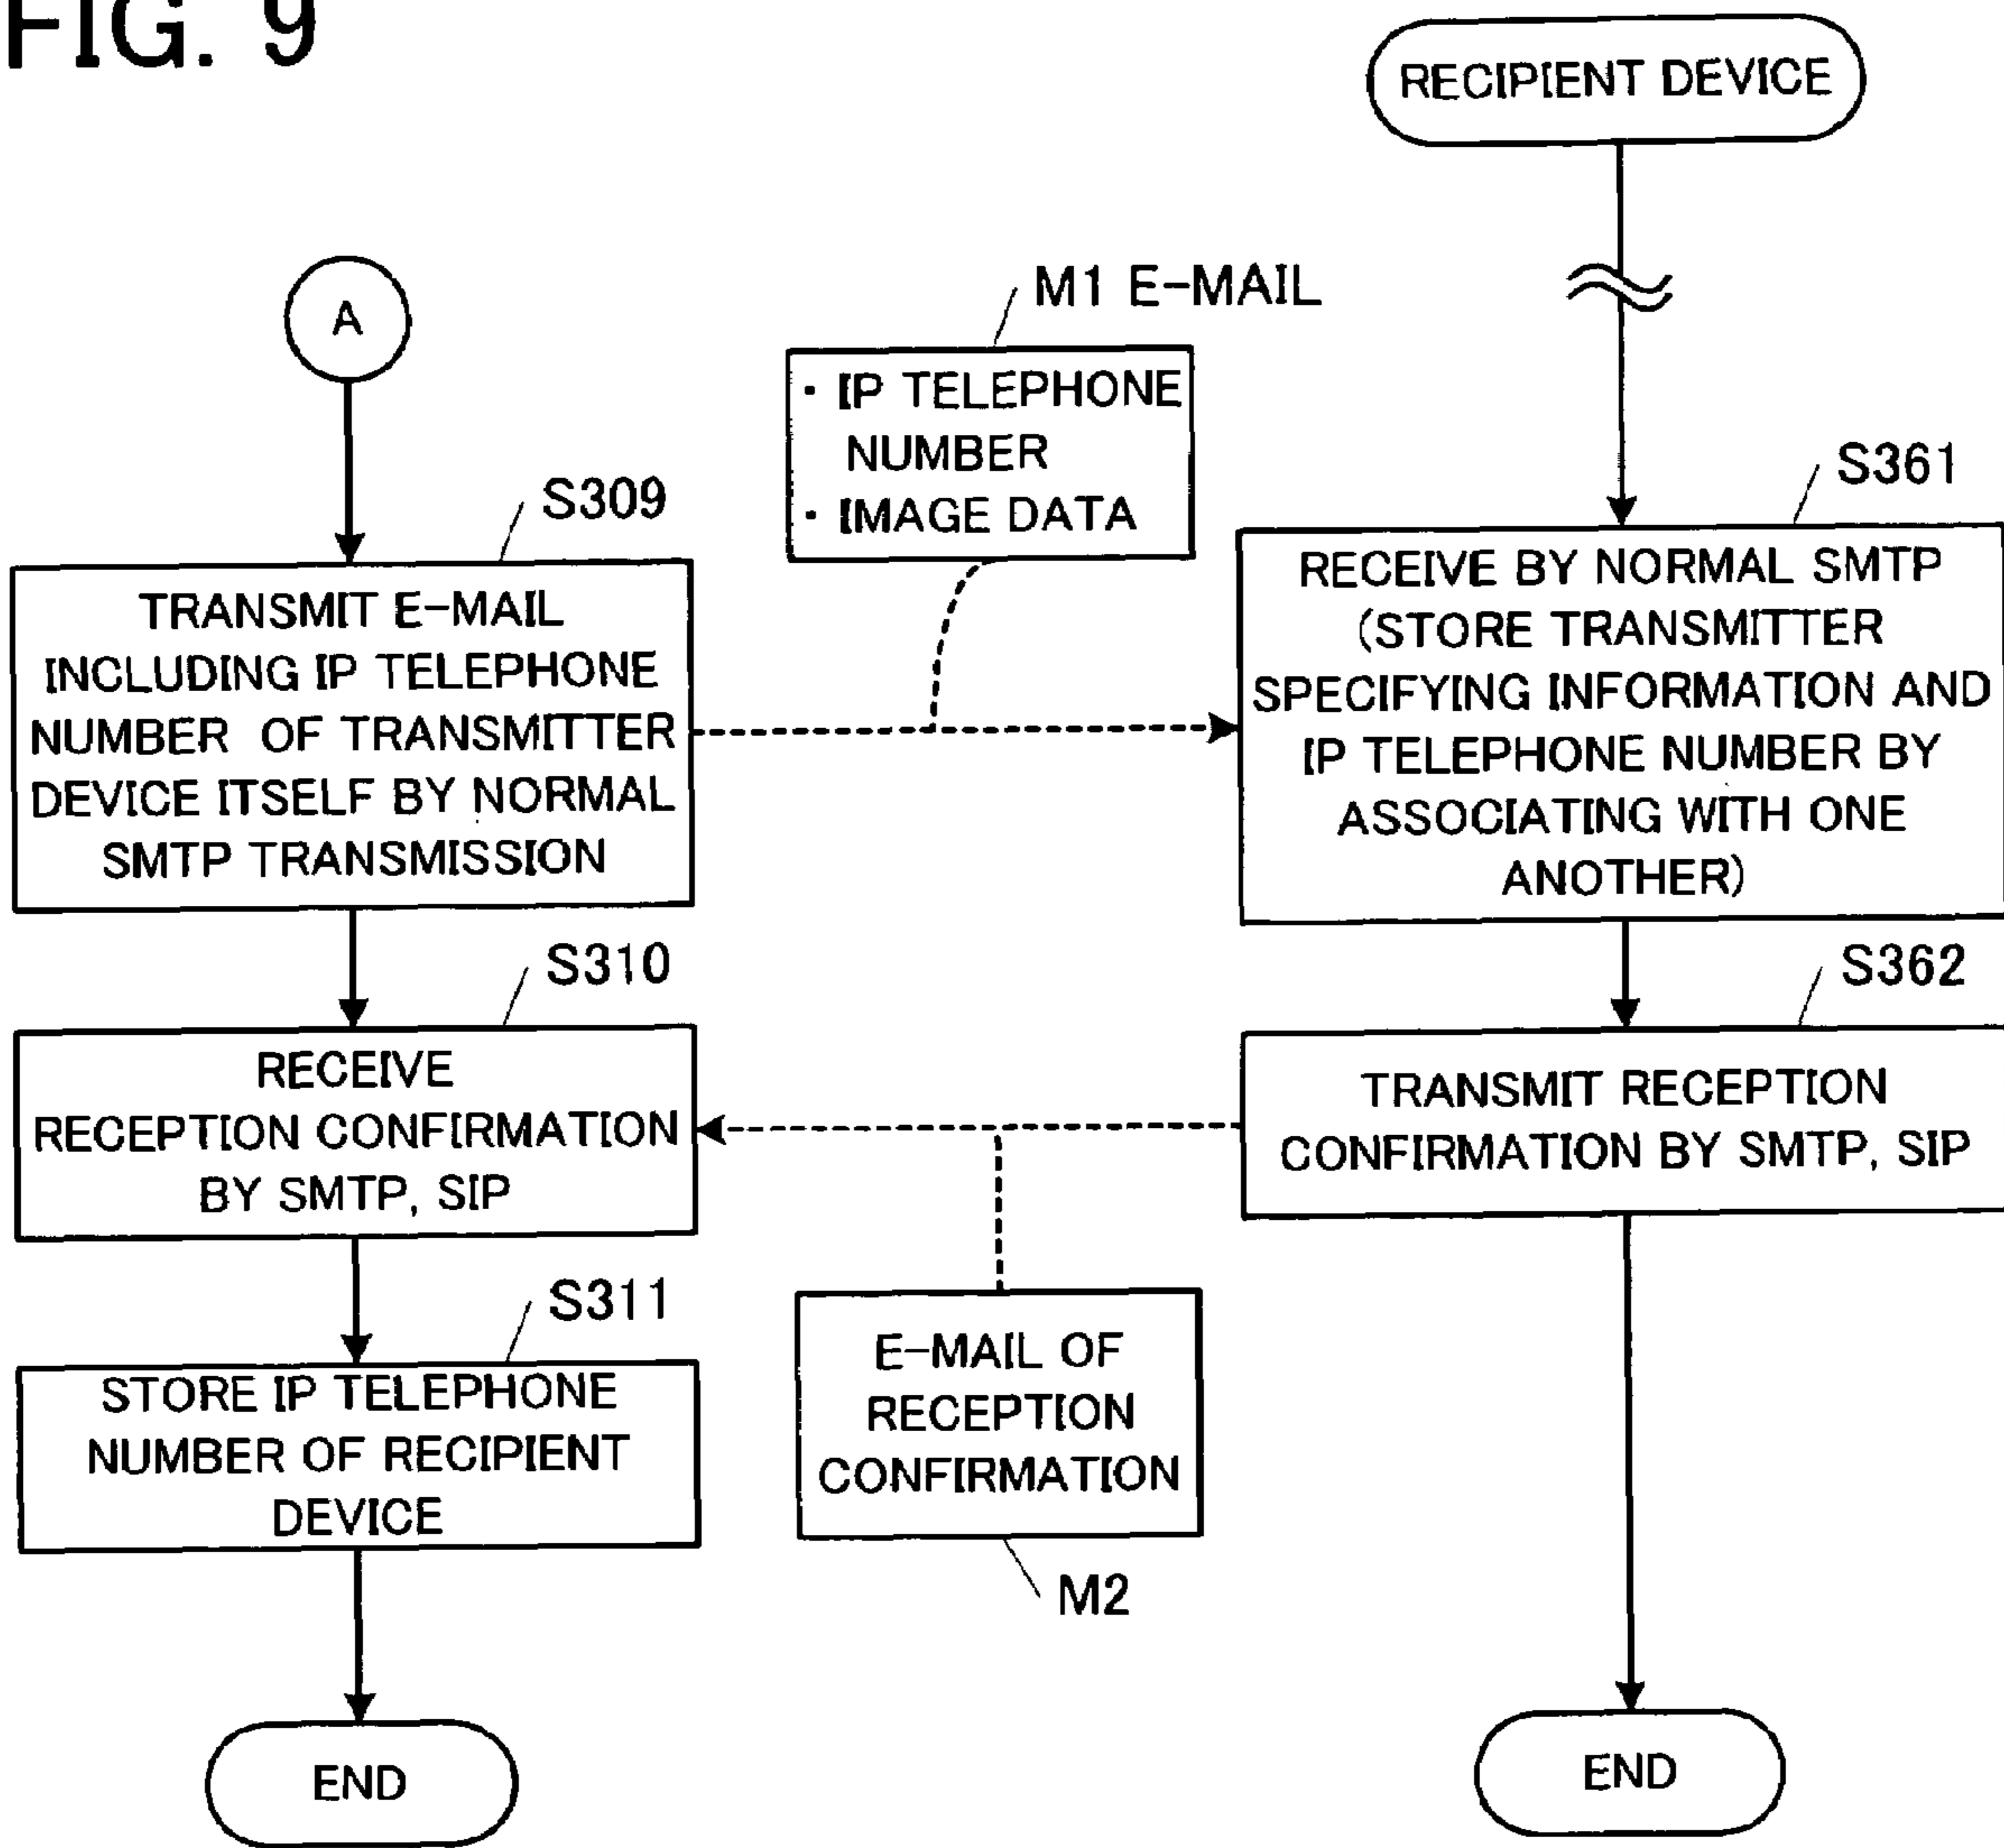 FIG. 9
RECIPIENT DEVICE
A
M1 E-MAIL
· IP TELEPHONE
NUMBER
· IMAGE DATA
S309
TRANSMIT E-MAIL
INCLUDING IP TELEPHONE
NUMBER OF TRANSMITTER
DEVICE ITSELF BY NORMAL
SMTP TRANSMISSION
S361
RECEIVE BY NORMAL SMTP
(STORE TRANSMITTER
SPECIFYING INFORMATION AND
IP TELEPHONE NUMBER BY
ASSOCIATING WITH ONE
ANOTHER)
S310
RECEIVE
RECEPTION CONFIRMATION
BY SMTP, SIP
S362
TRANSMIT RECEPTION
CONFIRMATION BY SMTP, SIP
S311
STORE IP TELEPHONE
NUMBER OF RECIPIENT
DEVICE
E-MAIL OF
RECEPTION
CONFIRMATION
M2
END
END